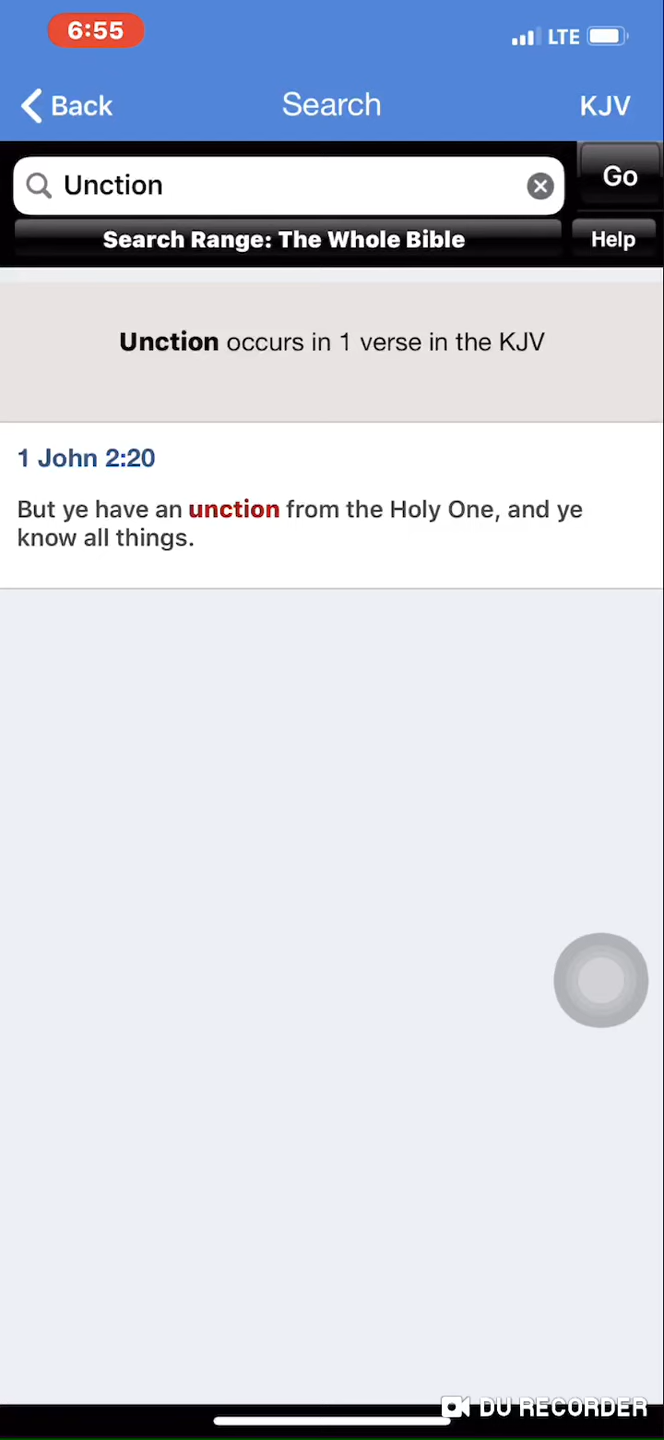 6:55
LTE
Back
Search
KJV
Unction
Go
Search Range: The Whole Bible
Help
Unction occurs in 1 verse in the KJV
1 John 2:20
But ye have an unction from the Holy One, and ye
know all things.
DU RECORDER